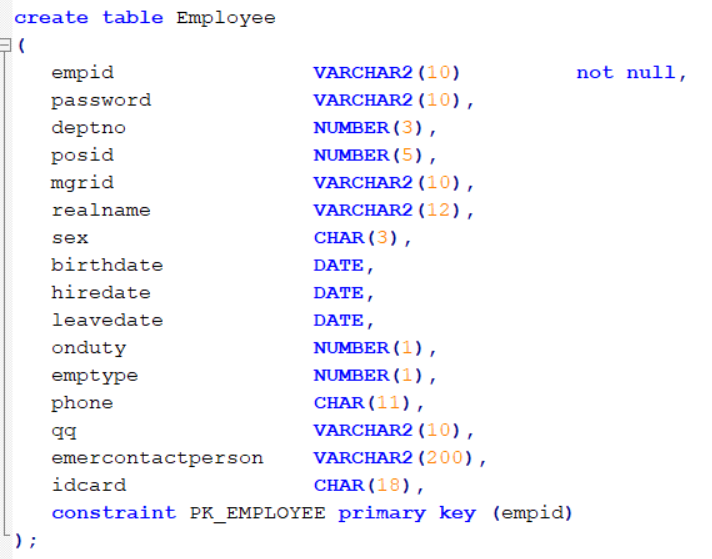 create table Employee
(
empid VARCHAR2(10) not null,
password VARCHAR2(10),
deptno NUMBER(3),
posid NUMBER(5),
mgrid VARCHAR2(10),
realname VARCHAR2(12),
sex CHAR(3),
birthdate DATE,
hiredate DATE,
leavedate DATE,
onduty NUMBER(1),
emptype NUMBER(1),
phone CHAR(11),
qq VARCHAR2(10),
emercontactperson VARCHAR2(200),
idcard CHAR(18),
constraint PK_EMPLOYEE primary key (empid)
);